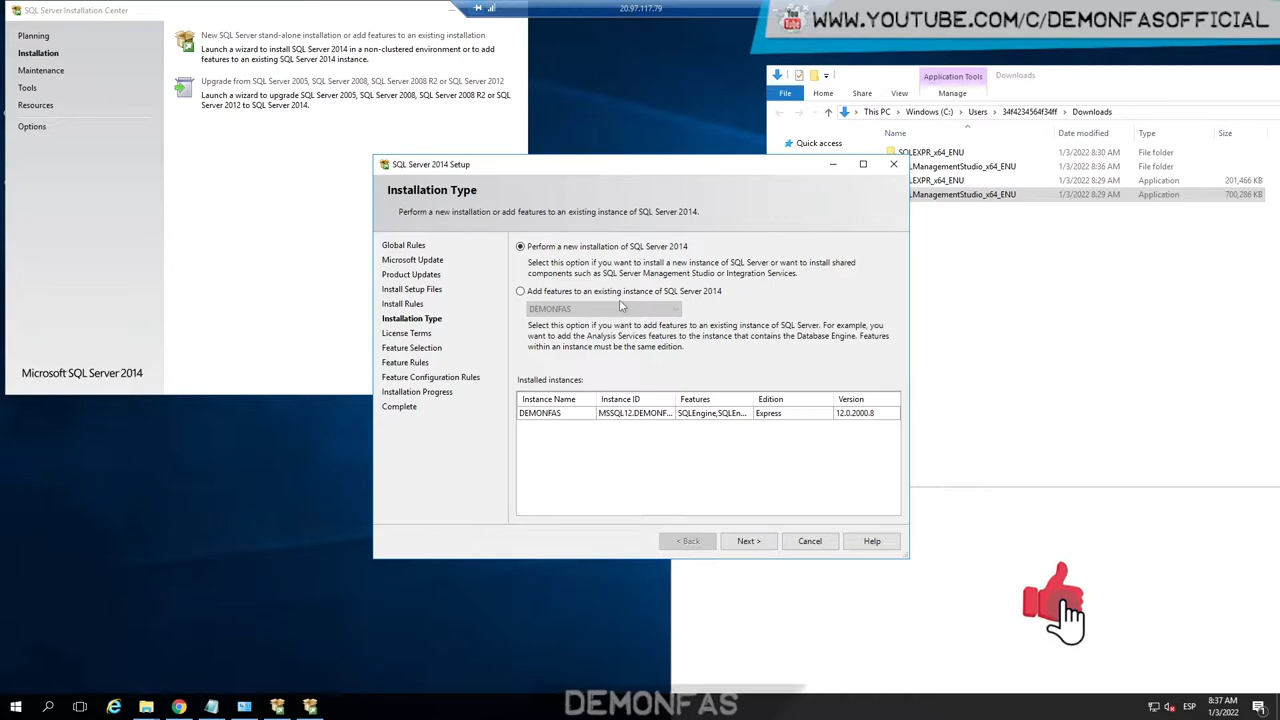 SQL Server Installation Center
Planning
Installation
Maintenance
Tools
Resources
Options
Microsoft SQL Server 2014
New SQL Server stand-alone installation or add features to an existing installation
Launch a wizard to install SQL Server 2014 in a non-clustered environment or to add
features to an existing SQL Server 2014 instance.
Upgrade from SQL Server 2005, SQL Server 2008, SQL Server 2008 R2 or SQL Server 2012
Launch a wizard to upgrade SQL Server 2005, SQL Server 2008, SQL Server 2008 R2 or SQL
Server 2012 to SQL Server 2014.
20.97.117.79
WWW.YOUTUBE.COM/C/DEMONFASOFFICIAL
Application Tools
Downloads
File
Home
Share
View
Manage
This PC > Windows (C:) > Users > 34f4234564f34ff > Downloads
Quick access
Name Date modified Type Size
SQLEXPR_x64_ENU 1/3/2022 8:30 AM File folder
LManagementStudio_x64_ENU 1/3/2022 8:36 AM File folder
LEXPR_x64_ENU 1/3/2022 8:29 AM Application 201,466 KB
LManagementStudio_x64_ENU 1/3/2022 8:29 AM Application 700,286 KB
SQL Server 2014 Setup
Installation Type
Perform a new installation or add features to an existing instance of SQL Server 2014.
Global Rules
Microsoft Update
Product Updates
Install Setup Files
Install Rules
Installation Type
License Terms
Feature Selection
Feature Rules
Feature Configuration Rules
Installation Progress
Complete
Perform a new installation of SQL Server 2014
Select this option if you want to install a new instance of SQL Server or want to install shared
components such as SQL Server Management Studio or Integration Services.
Add features to an existing instance of SQL Server 2014
DEMONFAS
Select this option if you want to add features to an existing instance of SQL Server. For example, you
want to add the Analysis Services features to the instance that contains the Database Engine. Features
within an instance must be the same edition.
Installed instances:
Instance Name Instance ID Features Edition Version
DEMONFAS MSSQL12.DEMONF... SQLEngine,SQLEn... Express 12.0.2000.8
< Back
Next >
Cancel
Help
DEMONFAS
ESP
8:37 AM
1/3/2022